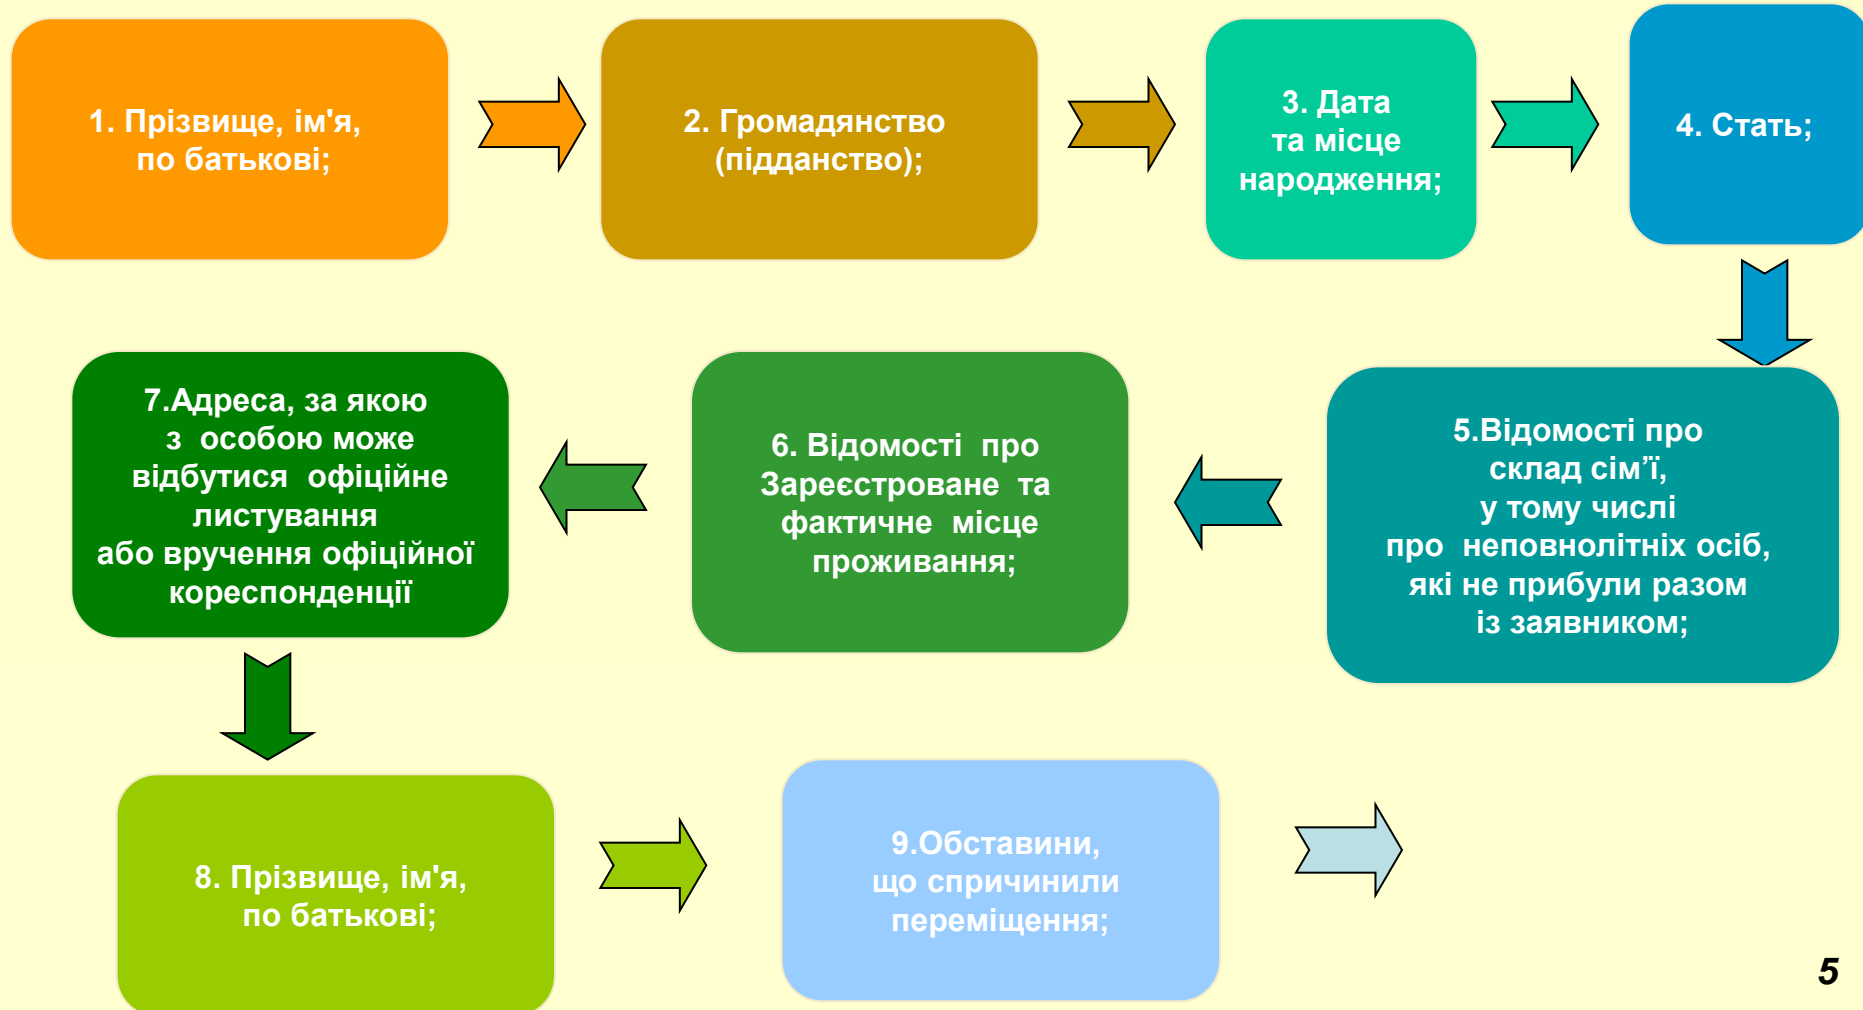 1. Прізвище, ім'я,
по батькові;
2. Громадянство
(підданство);
3. Дата
та місце
народження;
4. Стать;
5.Відомості про
склад сім’ї,
у тому числі
про неповнолітніх осіб,
які не прибули разом
із заявником;
6. Відомості про
Зареєстроване та
фактичне місце
проживання;
7.Адреса, за якою
з особою може
відбутися офіційне
листування
або вручення офіційної
кореспонденції
8. Прізвище, ім'я,
по батькові;
9.Обставини,
що спричинили
переміщення;
5